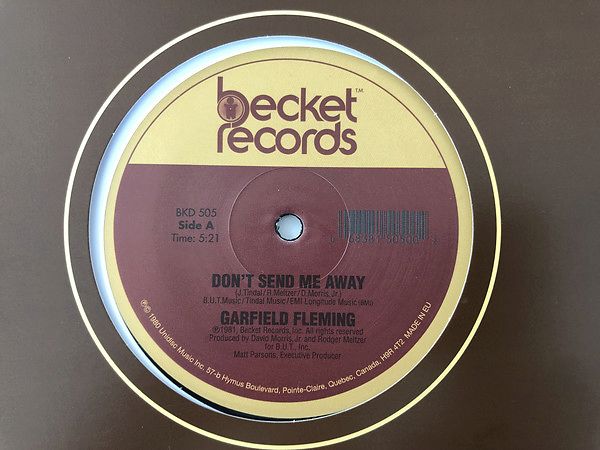 becket TM
records
BKD 505
Side A
Time: 5:21
DON'T SEND ME AWAY
(J.Tindal/R.Meltzer/D.Morris, Jr.)
B.U.T.Music/Tindal Music/EMI Longitude Music (BMI)
GARFIELD FLEMING
℗1981, Becket Records, Inc. All rights reserved
Produced by David Morris, Jr. and Rodger Meltzer
for B.U.T., Inc.
Matt Parsons, Executive Producer
℗© 1980 Unidisc Music Inc. 57-b Hymus Boulevard, Pointe-Claire, Quebec, Canada, H9R 4T2 MADE IN EU